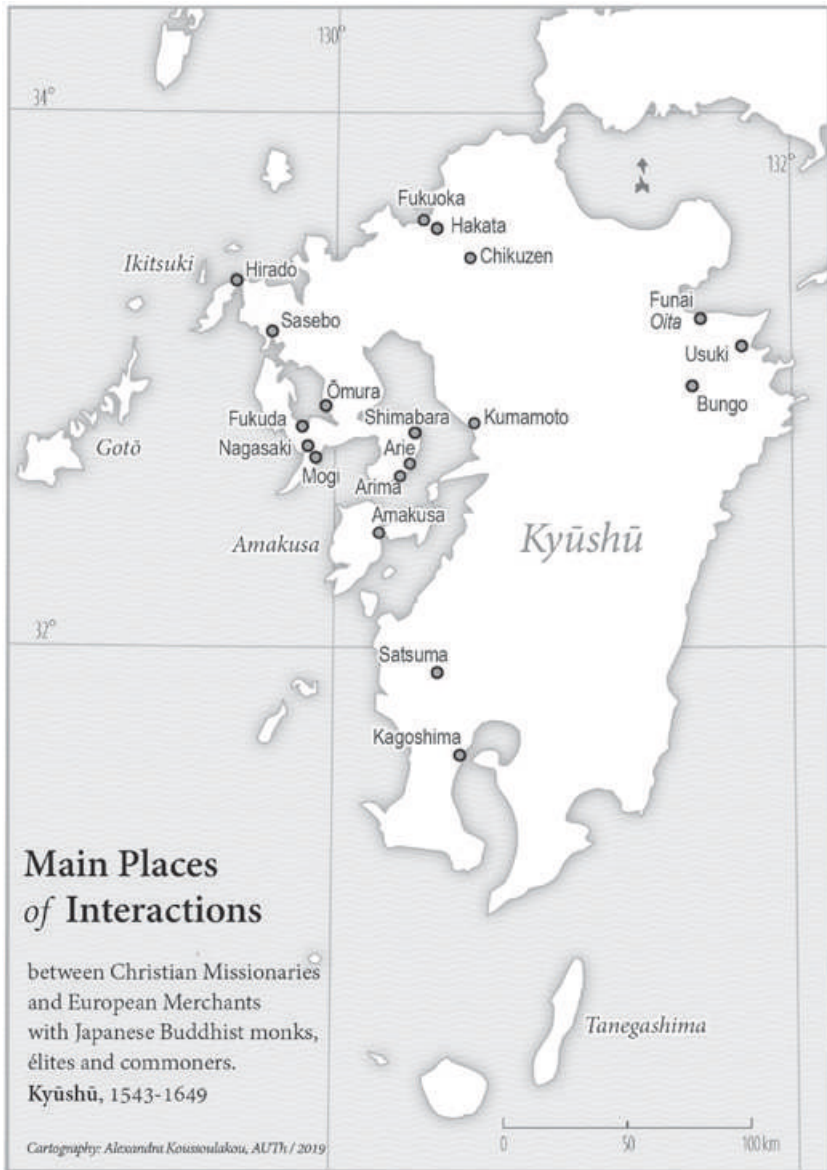 130°
34°
132°
Fukuoka
Hakata
Chikuzen
Ikitsuki
Hirado
Sasebo
Funai
Oita
Usuki
Bungo
Ōmura
Fukuda
Shimabara
Kumamoto
Nagasaki
Arie
Mogi
Arima
Gotō
Amakusa
Amakusa
Kyūshū
32°
Satsuma
Kagoshima
Main Places
of Interactions
between Christian Missionaries
and European Merchants
with Japanese Buddhist monks,
élites and commoners.
Kyūshū, 1543-1649
Tanegashima
Cartography: Alexandra Koussoulakou, AUTh / 2019
0 50 100 km